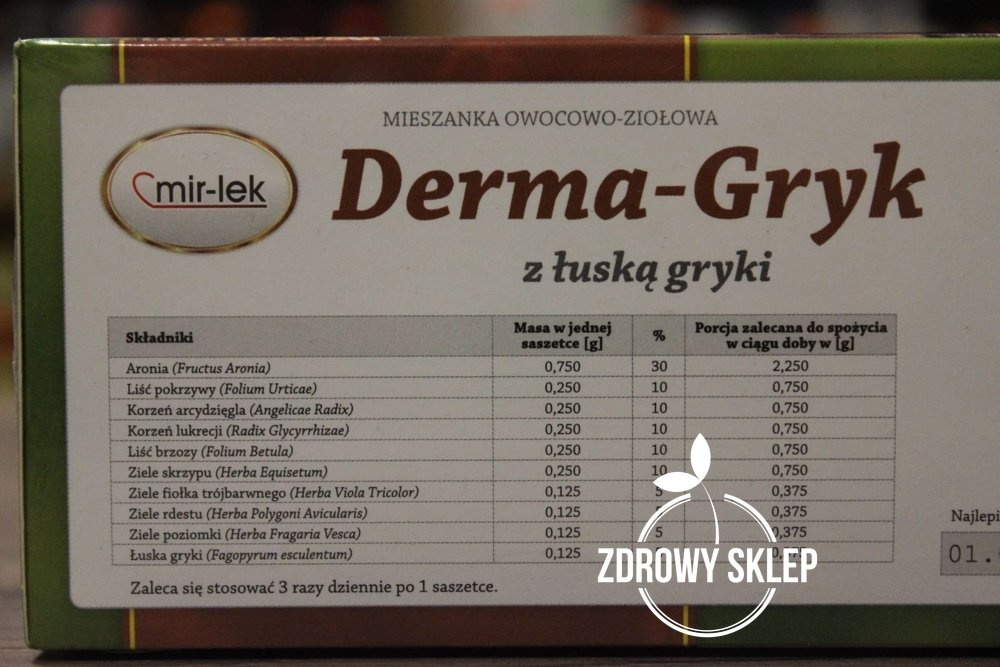 MIESZANKA OWOCOWO-ZIOŁOWA
mir-lek
Derma-Gryk
z łuską gryki
Składniki Masa w jednej saszetce [g] % Porcja zalecana do spożycia w ciągu doby w [g]
Aronia (Fructus Aronia) 0,750 30 2,250
Liść pokrzywy (Folium Urticae) 0,250 10 0,750
Korzeń arcydzięgla (Angelicae Radix) 0,250 10 0,750
Korzeń lukrecji (Radix Glycyrrhizae) 0,250 10 0,750
Liść brzozy (Folium Betula) 0,250 10 0,750
Ziele skrzypu (Herba Equisetum) 0,250 10 0,750
Ziele fiołka trójbarwnego (Herba Viola Tricolor) 0,125 5 0,375
Ziele rdestu (Herba Polygoni Avicularis) 0,125 0,375
Ziele poziomki (Herba Fragaria Vesca) 0,125 5 0,375
Łuska gryki (Fagopyrum esculentum) 0,125
Zaleca się stosować 3 razy dziennie po 1 saszetce.
Najlepi
01.
ZDROWY SKLEP